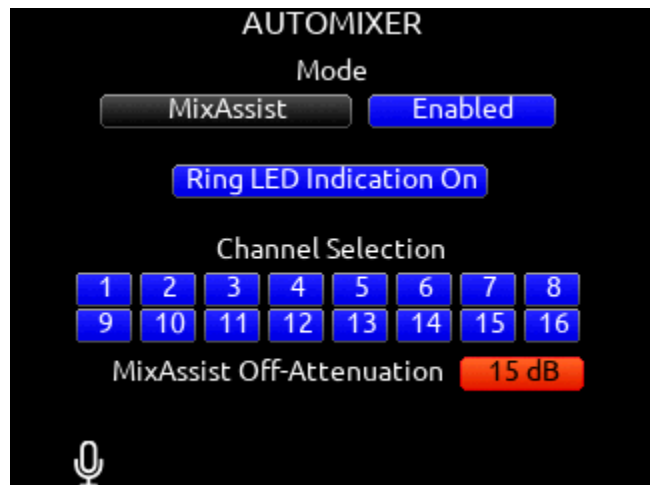 AUTOMIXER
Mode
MixAssist Enabled
Ring LED Indication On
Channel Selection
1 2 3 4 5 6 7 8
9 10 11 12 13 14 15 16
MixAssist Off-Attenuation 15 dB